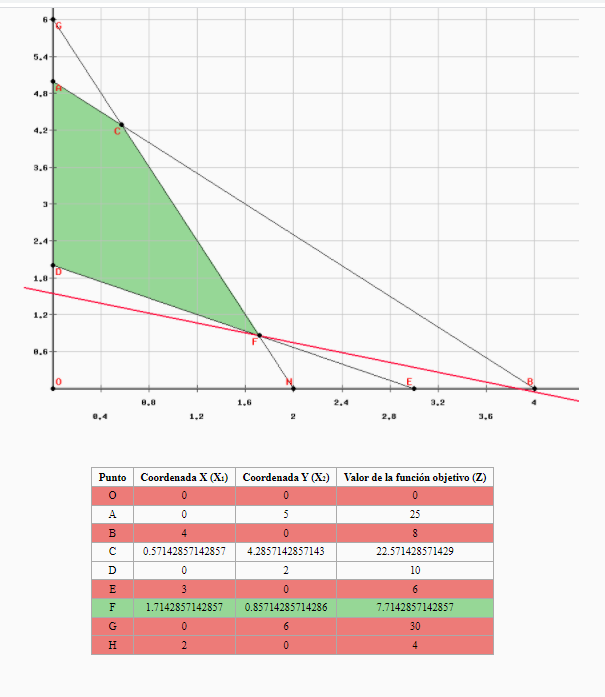 6
G
5,4
A
4,8
4,2
C
3,6
3
2,4
D
1,8
1,2
F
0,6
O
H
E
B
0,8
1,6
2,4
3,2
4
0,4
1,2
2
2,8
3,6
Punto Coordenada X (X₁) Coordenada Y (X₂) Valor de la función objetivo (Z)
O 0 0 0
A 0 5 25
B 4 0 8
C 0.57142857142857 4.2857142857143 22.571428571429
D 0 2 10
E 3 0 6
F 1.7142857142857 0.85714285714286 7.7142857142857
G 0 6 30
H 2 0 4